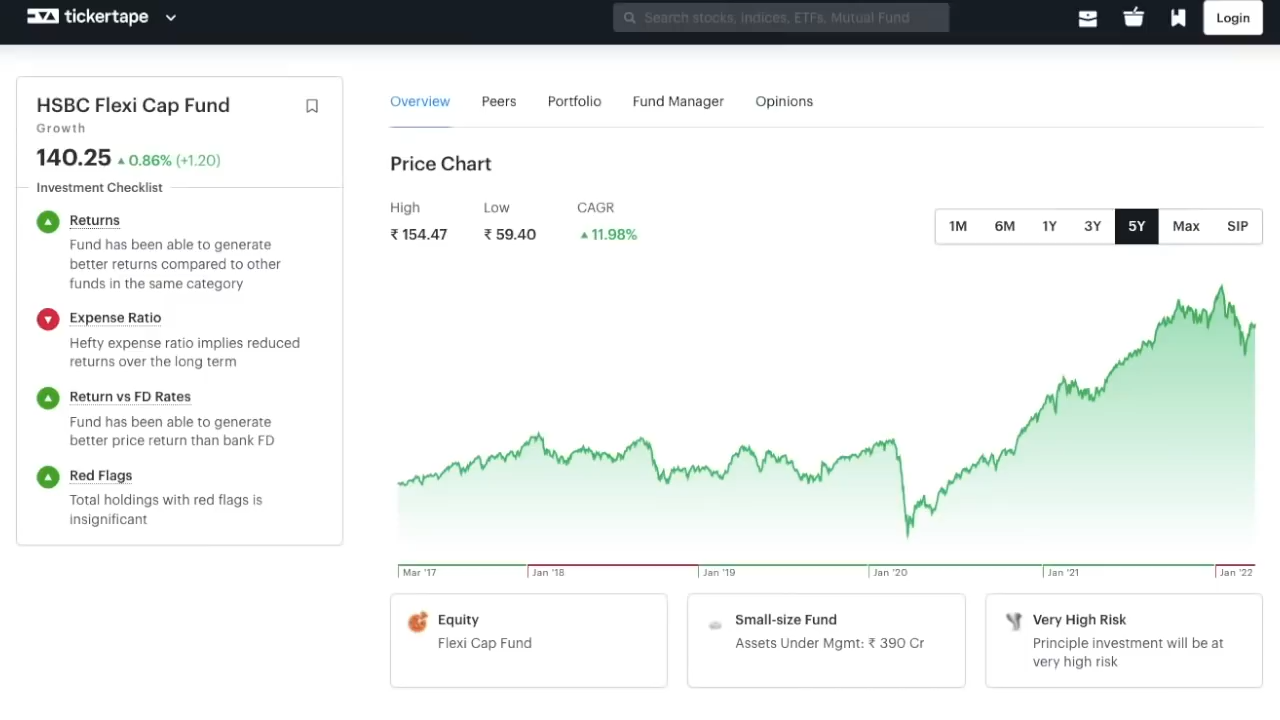 tickertape
Search stocks, indices, ETFs, Mutual Fund
Login
HSBC Flexi Cap Fund
Growth
140.25 ▲ 0.86% (+1.20)
Investment Checklist
Returns
Fund has been able to generate
better returns compared to other
funds in the same category
Expense Ratio
Hefty expense ratio implies reduced
returns over the long term
Return vs FD Rates
Fund has been able to generate
better price return than bank FD
Red Flags
Total holdings with red flags is
insignificant
Overview Peers Portfolio Fund Manager Opinions
Price Chart
High Low CAGR
₹ 154.47 ₹ 59.40 ▲ 11.98%
1M 6M 1Y 3Y 5Y Max SIP
Mar '17 Jan '18 Jan '19 Jan '20 Jan '21 Jan '22
Equity
Flexi Cap Fund
Small-size Fund
Assets Under Mgmt: ₹ 390 Cr
Very High Risk
Principle investment will be at
very high risk